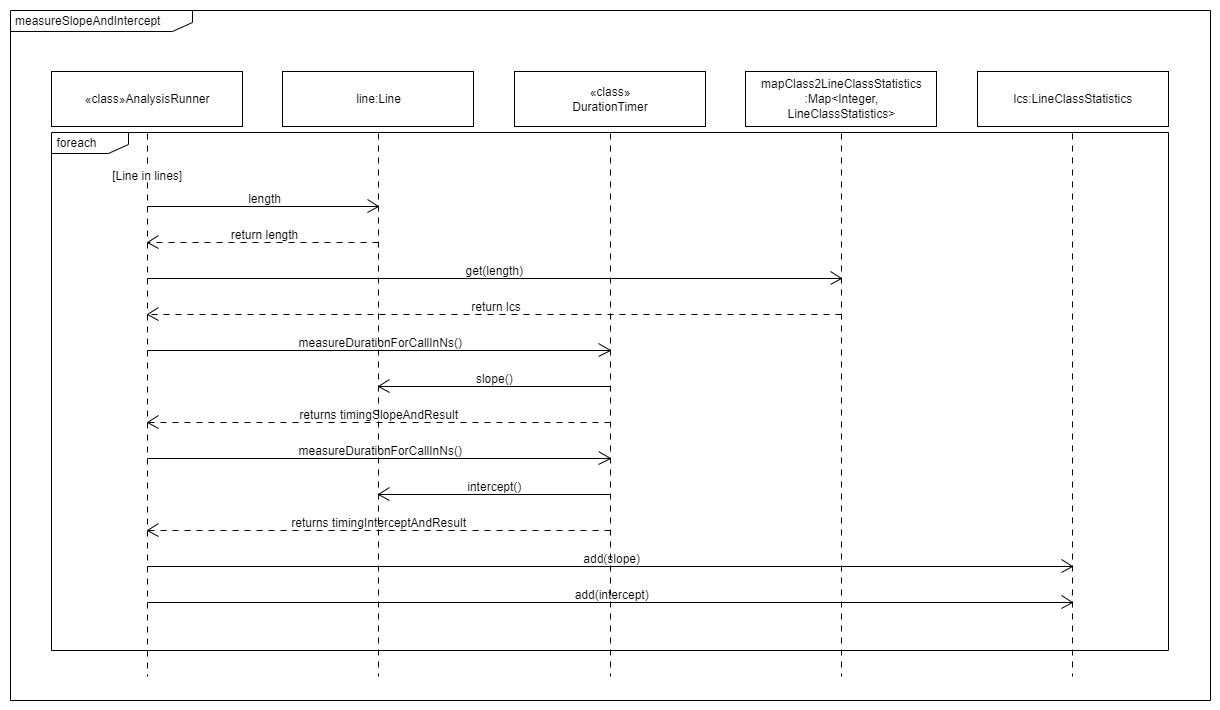 measureSlopeAndIntercept
«class»AnalysisRunner
line:Line
«class»
DurationTimer
mapClass2LineClassStatistics
:Map<Integer,
LineClassStatistics>
lcs:LineClassStatistics
foreach
[Line in lines]
length
return length
get(length)
return lcs
measureDurationForCallInNs()
slope()
returns timingSlopeAndResult
measureDurationForCallInNs()
intercept()
returns timingInterceptAndResult
add(slope)
add(intercept)